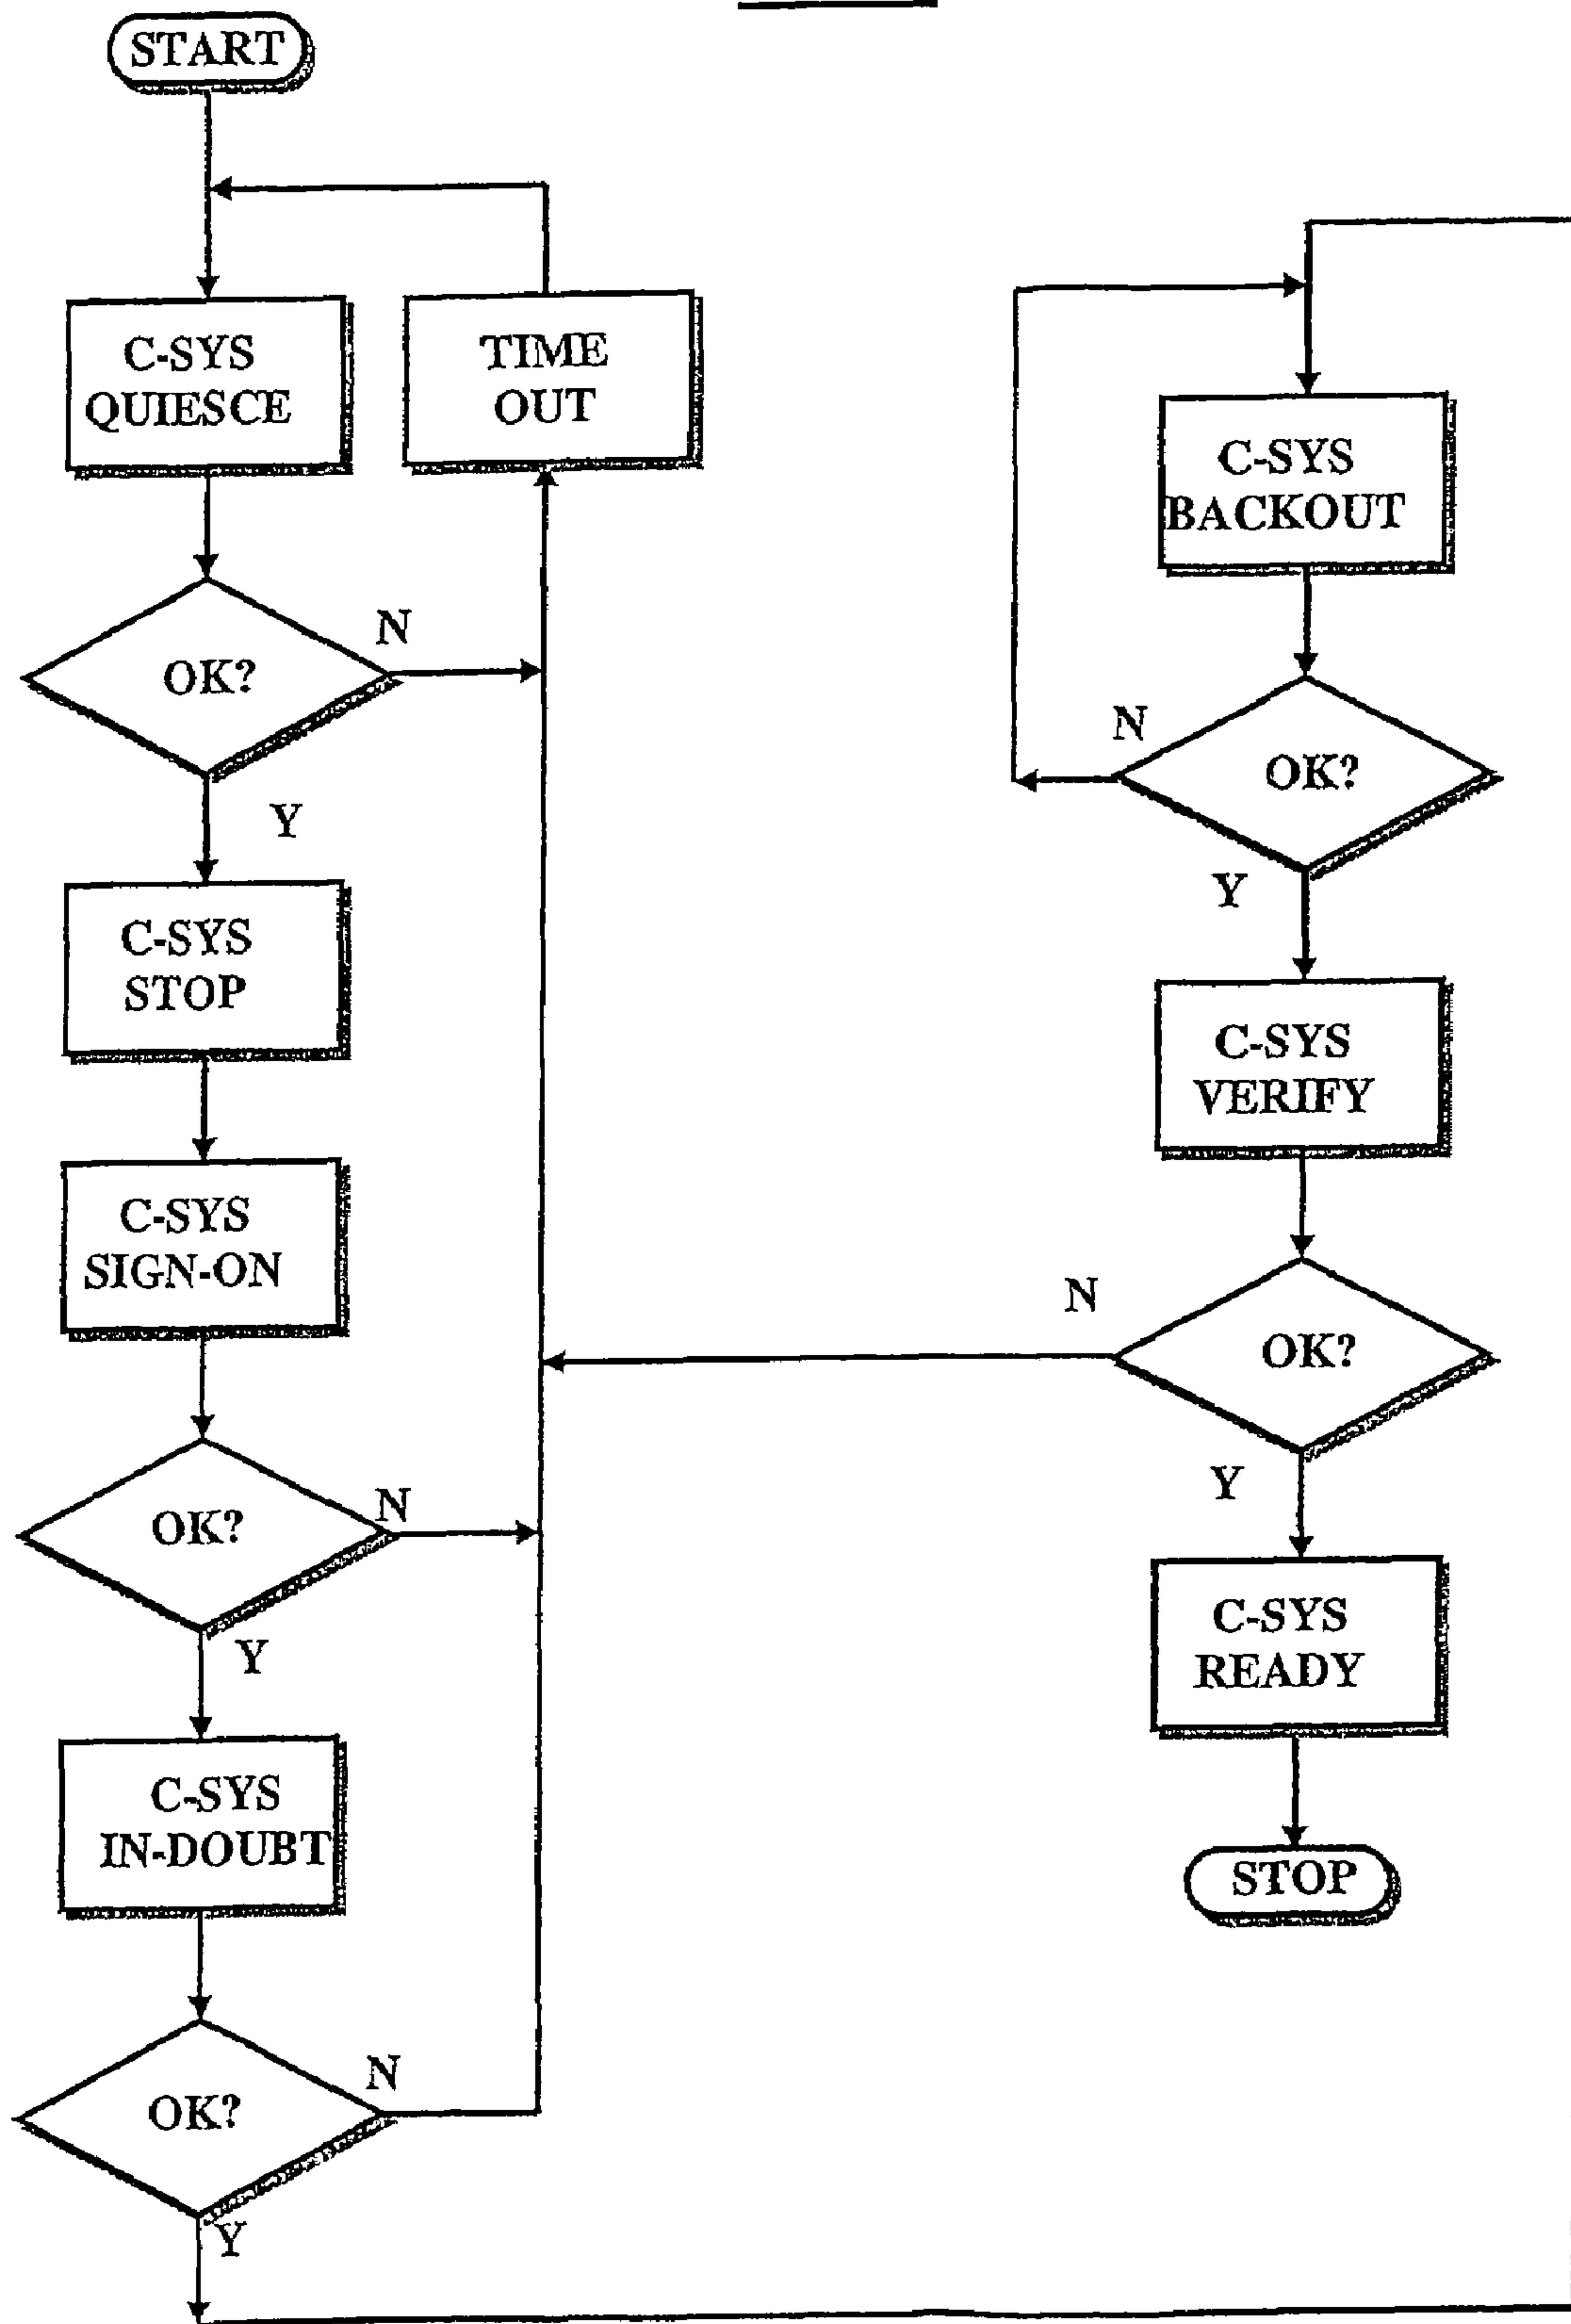 START
C-SYS
QUIESCE
TIME
OUT
OK?
N
Y
C-SYS
STOP
C-SYS
SIGN-ON
OK?
N
Y
C-SYS
IN-DOUBT
OK?
N
Y
C-SYS
BACKOUT
OK?
N
Y
C-SYS
VERIFY
OK?
N
Y
C-SYS
READY
STOP